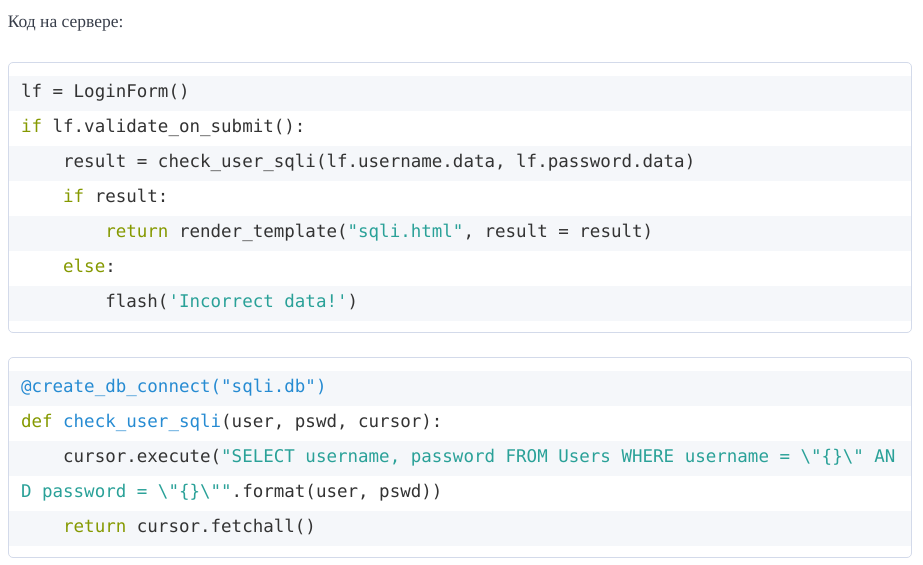 Код на сервере:
lf = LoginForm()
if lf.validate_on_submit():
    result = check_user_sqli(lf.username.data, lf.password.data)
    if result:
        return render_template("sqli.html", result = result)
    else:
        flash('Incorrect data!')
@create_db_connect("sqli.db")
def check_user_sqli(user, pswd, cursor):
    cursor.execute("SELECT username, password FROM Users WHERE username = \"{}\" AN
D password = \"{}\"".format(user, pswd))
    return cursor.fetchall()